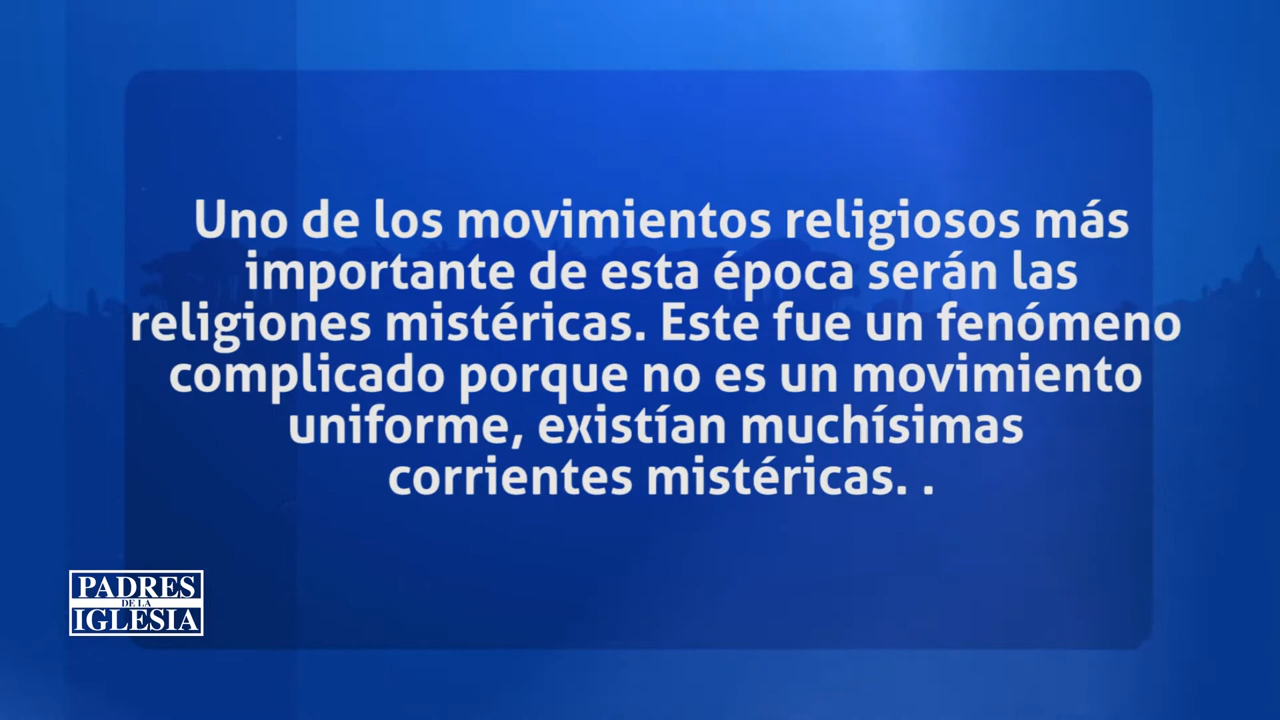 Uno de los movimientos religiosos más
importante de esta época serán las
religiones mistéricas. Este fue un fenómeno
complicado porque no es un movimiento
uniforme, existían muchísimas
corrientes mistéricas. .
PADRES
DE LA
IGLESIA